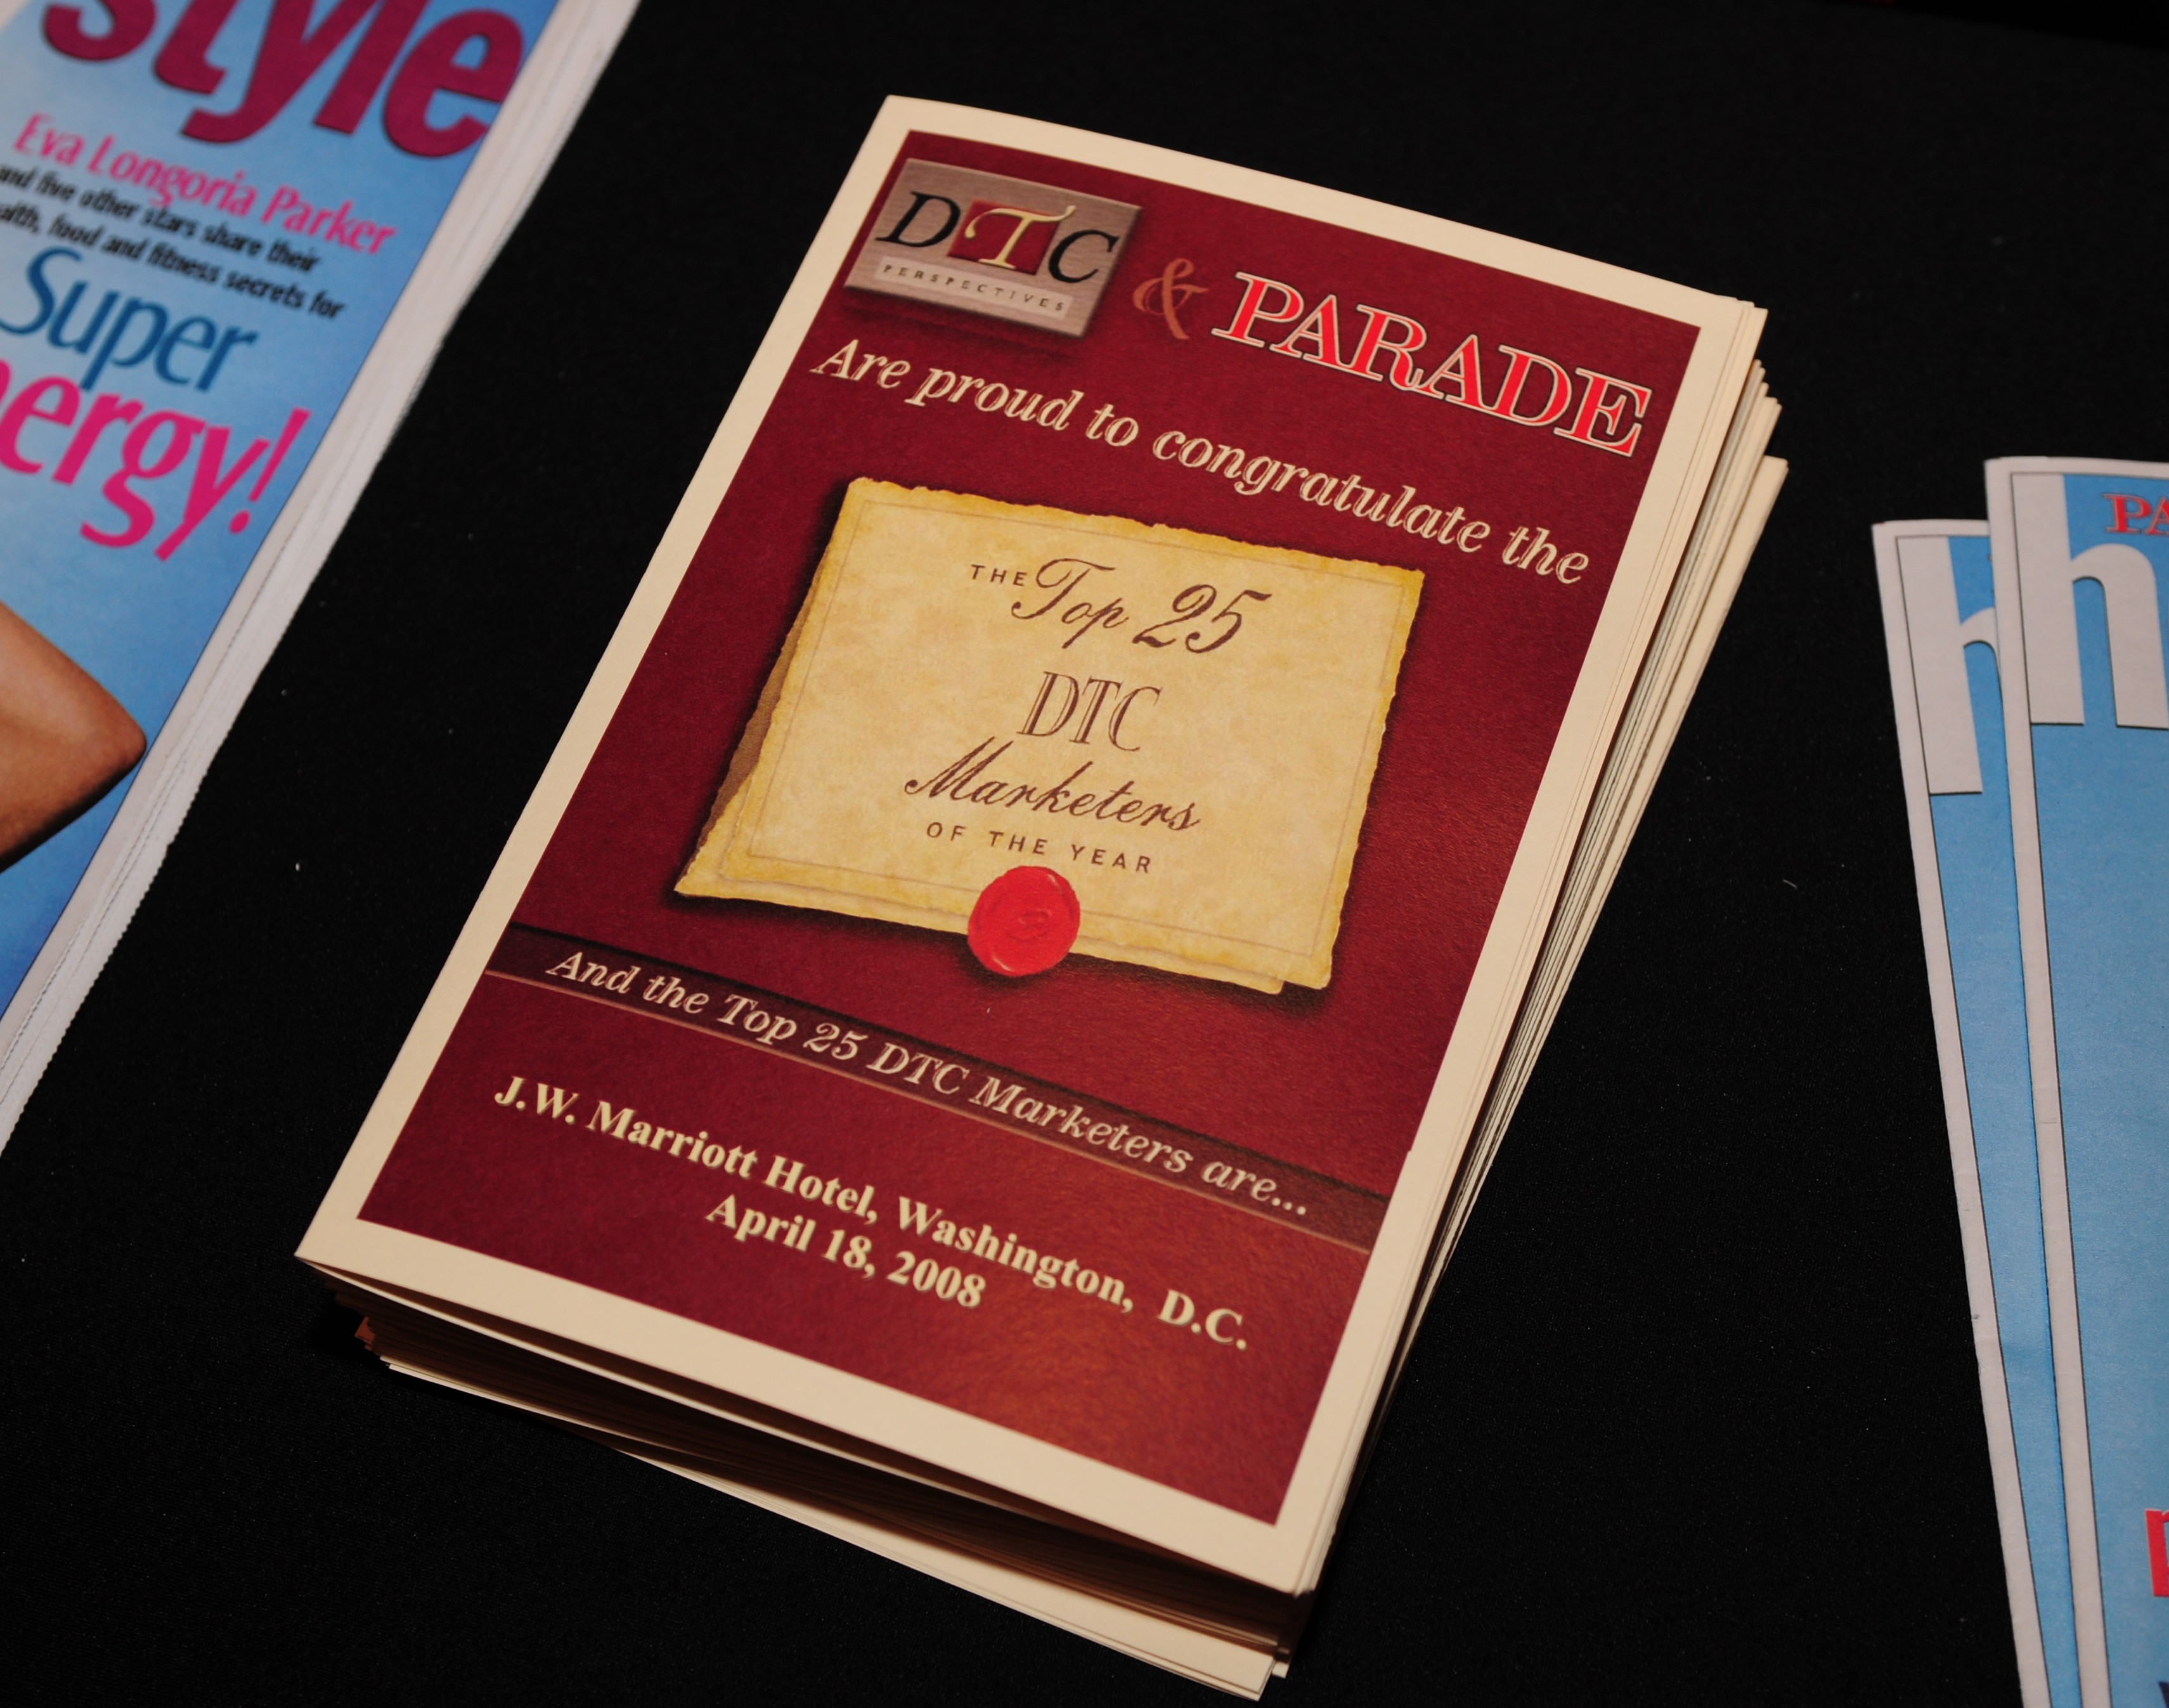 style
Eva Longoria Parker
and five other stars share their
food and fitness secrets for
Super
DTC
PERSPECTIVES
& PARADE
Are proud to congratulate the
THE Top 25
DTC
Marketers
OF THE YEAR
And the Top 25 DTC Marketers are...
J.W. Marriott Hotel, Washington, D.C.
April 18, 2008